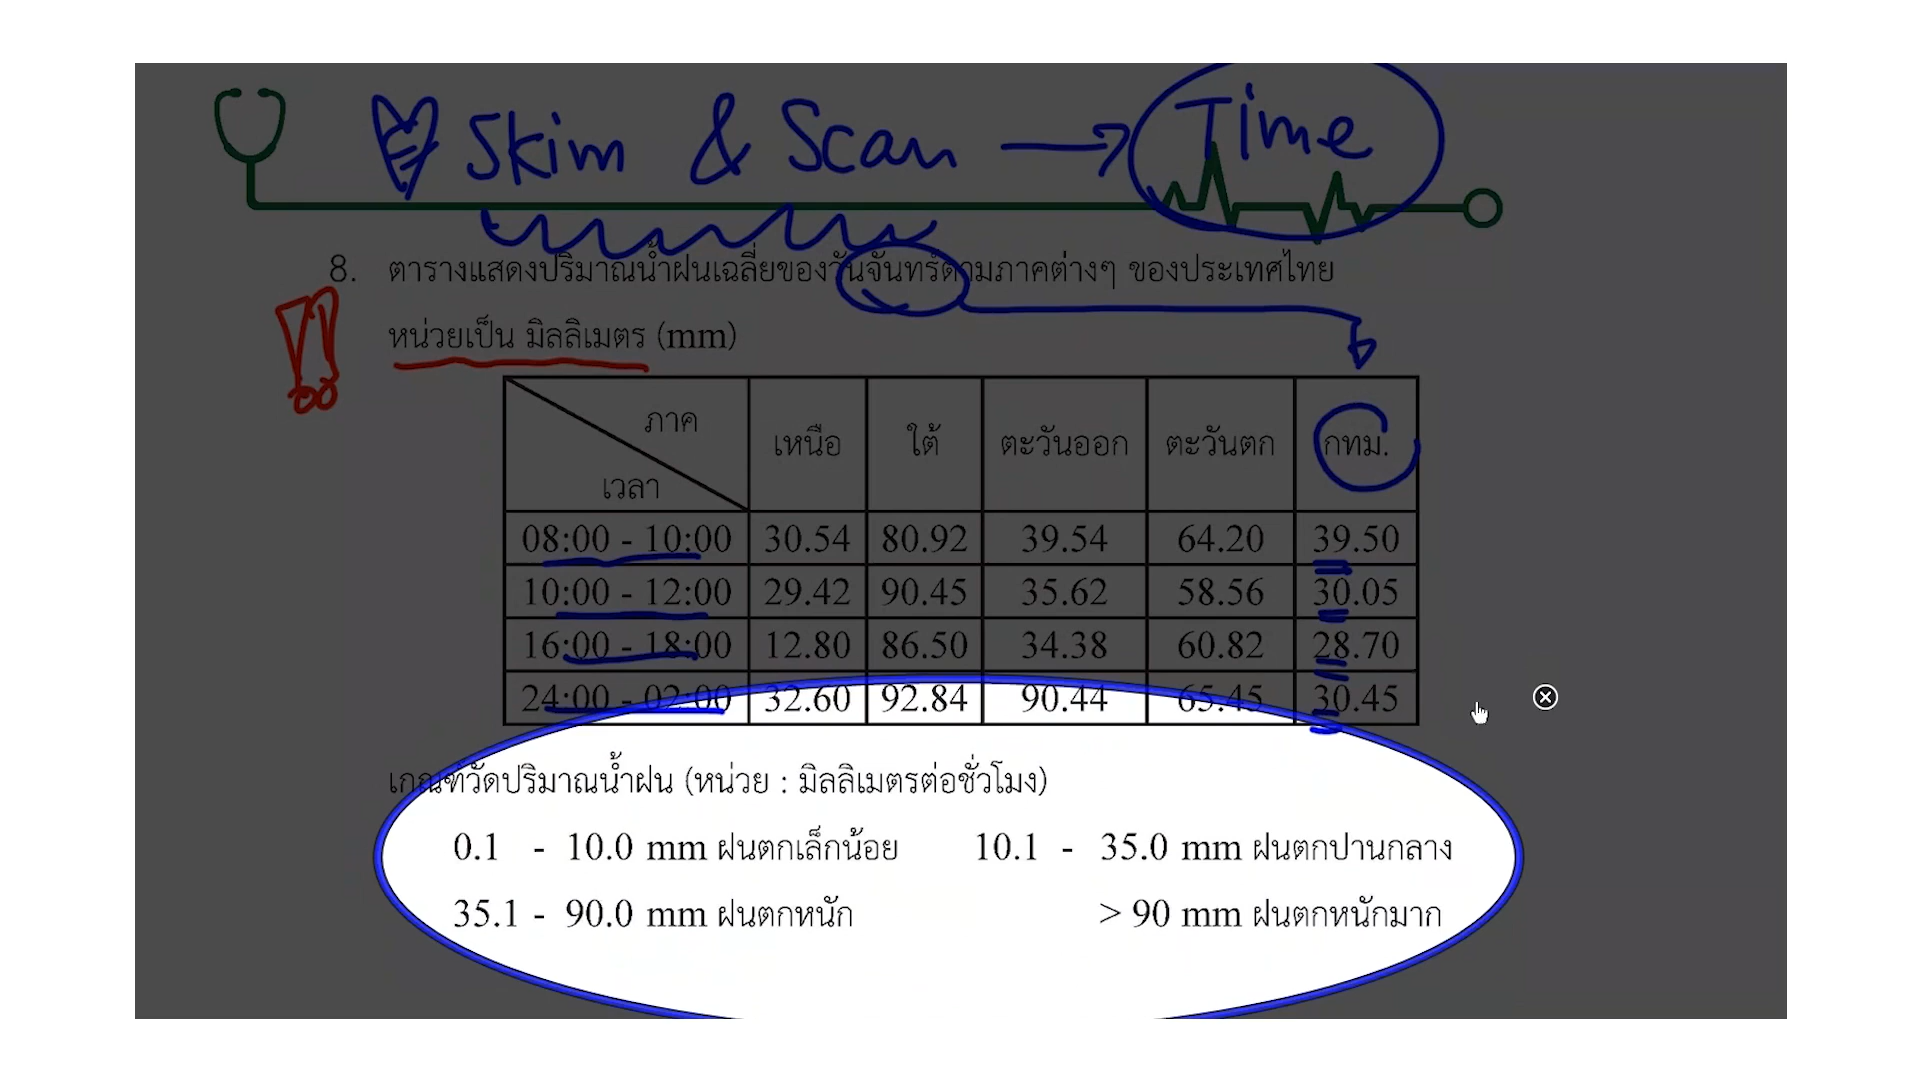 Skim & Scan → Time
8. ตารางแสดงปริมาณน้ำฝนเฉลี่ยของวันจันทร์ตามภาคต่างๆ ของประเทศไทย
หน่วยเป็น มิลลิเมตร (mm)
ภาค
เวลา
เหนือ ใต้ ตะวันออก ตะวันตก กทม.
08:00 - 10:00 30.54 80.92 39.54 64.20 39.50
10:00 - 12:00 29.42 90.45 35.62 58.56 30.05
16:00 - 18:00 12.80 86.50 34.38 60.82 28.70
24:00 - 02:00 32.60 92.84 90.44 65.45 30.45
เกณฑ์วัดปริมาณน้ำฝน (หน่วย : มิลลิเมตรต่อชั่วโมง)
0.1 - 10.0 mm ฝนตกเล็กน้อย 10.1 - 35.0 mm ฝนตกปานกลาง
35.1 - 90.0 mm ฝนตกหนัก > 90 mm ฝนตกหนักมาก